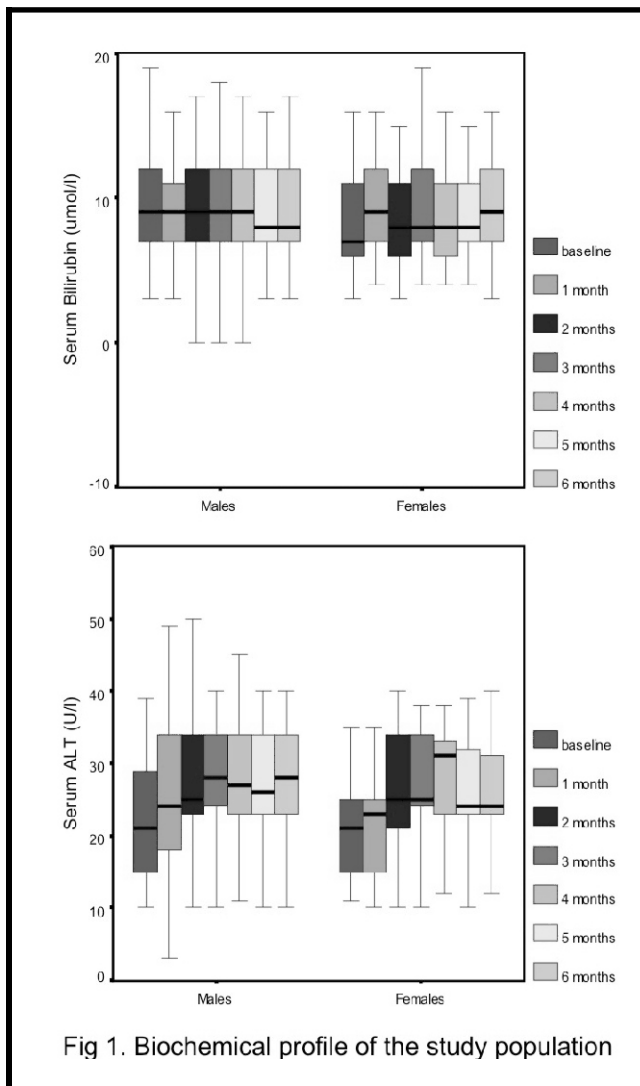 20
10
0
-10
Serum Bilirubin (umol/l)
Males
Females
baseline
1 month
2 months
3 months
4 months
5 months
6 months
60
50
40
30
20
10
0
Serum ALT (U/l)
Males
Females
baseline
1 month
2 months
3 months
4 months
5 months
6 months
Fig 1. Biochemical profile of the study population